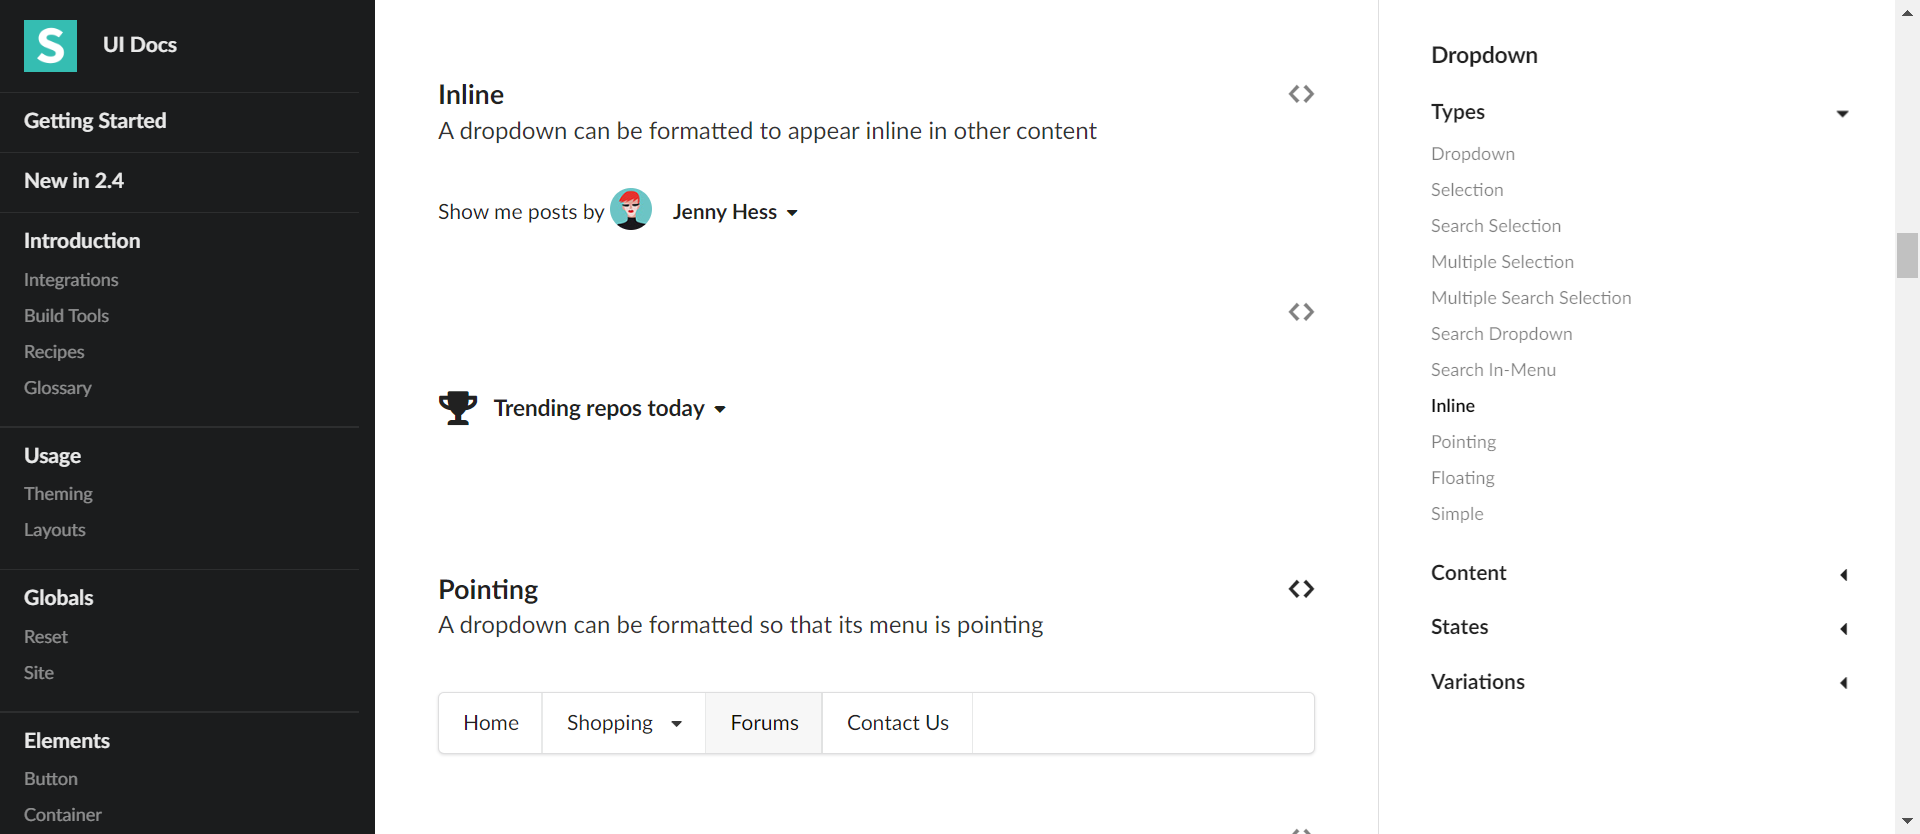 S
UI Docs
Getting Started
New in 2.4
Introduction
Integrations
Build Tools
Recipes
Glossary
Usage
Theming
Layouts
Globals
Reset
Site
Elements
Button
Container
Inline
A dropdown can be formatted to appear inline in other content
Show me posts by Jenny Hess
Trending repos today
Pointing
A dropdown can be formatted so that its menu is pointing
Home Shopping Forums Contact Us
Dropdown
Types
Dropdown
Selection
Search Selection
Multiple Selection
Multiple Search Selection
Search Dropdown
Search In-Menu
Inline
Pointing
Floating
Simple
Content
States
Variations